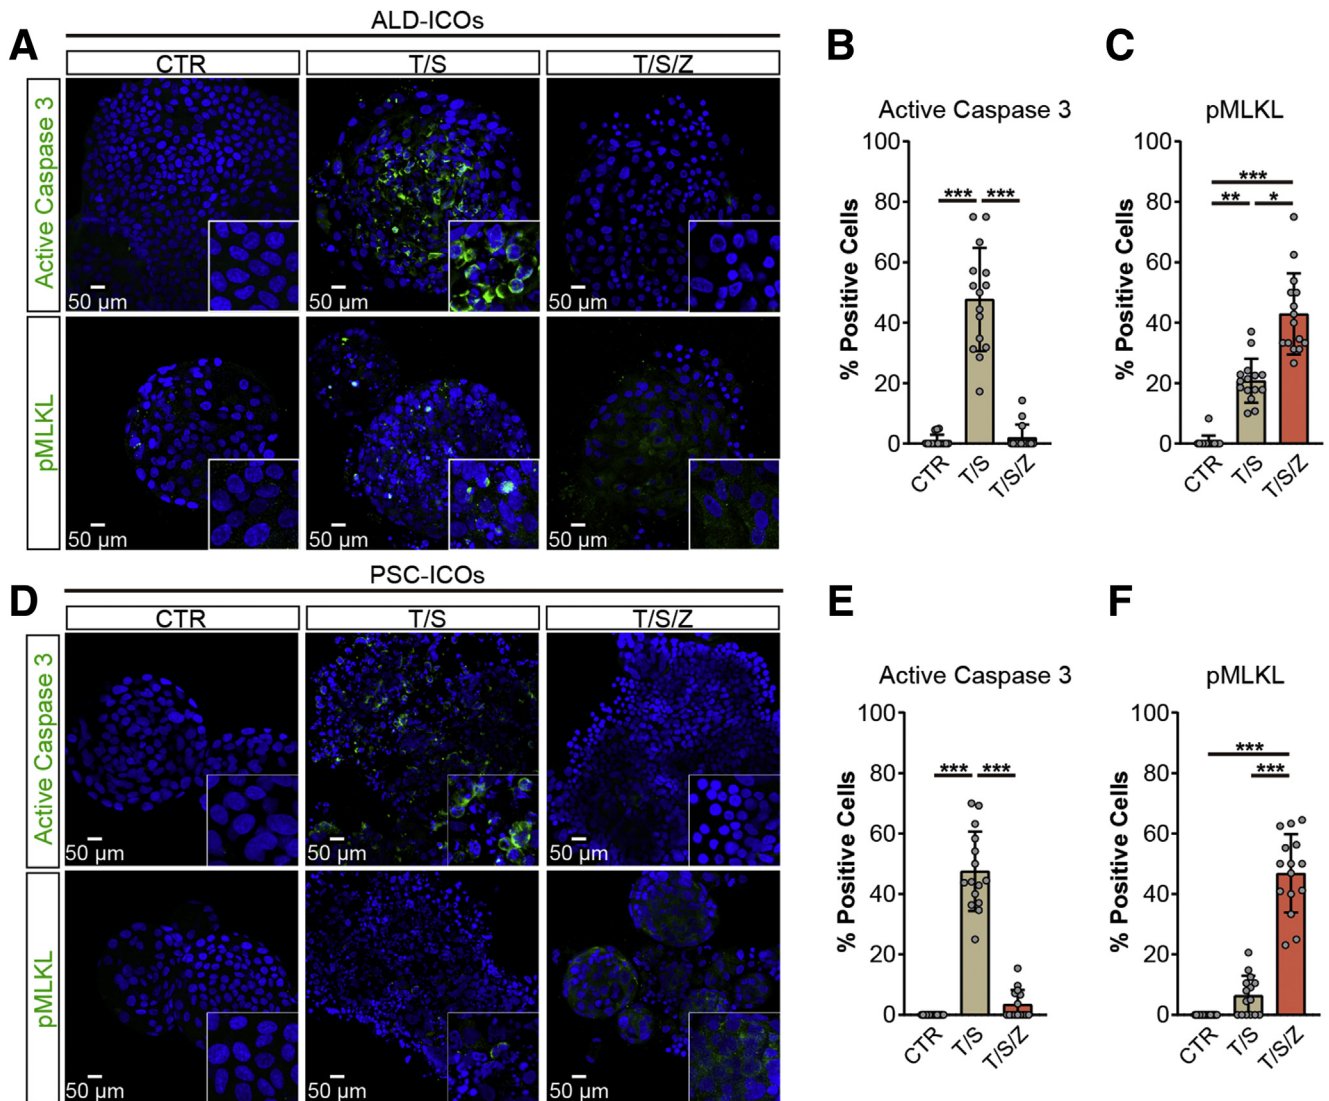 ALD-ICOs
A
CTR
T/S
T/S/Z
Active Caspase 3
50 µm
50 µm
50 µm
pMLKL
50 µm
50 µm
50 µm
B
Active Caspase 3
% Positive Cells
100
80
60
40
20
0
*** ***
CTR
T/S
T/S/Z
C
pMLKL
% Positive Cells
100
80
60
40
20
0
***
** *
CTR
T/S
T/S/Z
PSC-ICOs
D
CTR
T/S
T/S/Z
Active Caspase 3
50 µm
50 µm
50 µm
pMLKL
50 µm
50 µm
50 µm
E
Active Caspase 3
% Positive Cells
100
80
60
40
20
0
*** ***
CTR
T/S
T/S/Z
F
pMLKL
% Positive Cells
100
80
60
40
20
0
***
***
CTR
T/S
T/S/Z